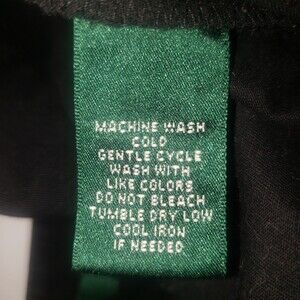 MACHINE WASH
COLD
GENTLE CYCLE
WASH WITH
LIKE COLORS
DO NOT BLEACH
TUMBLE DRY LOW
COOL IRON
IF NEEDED